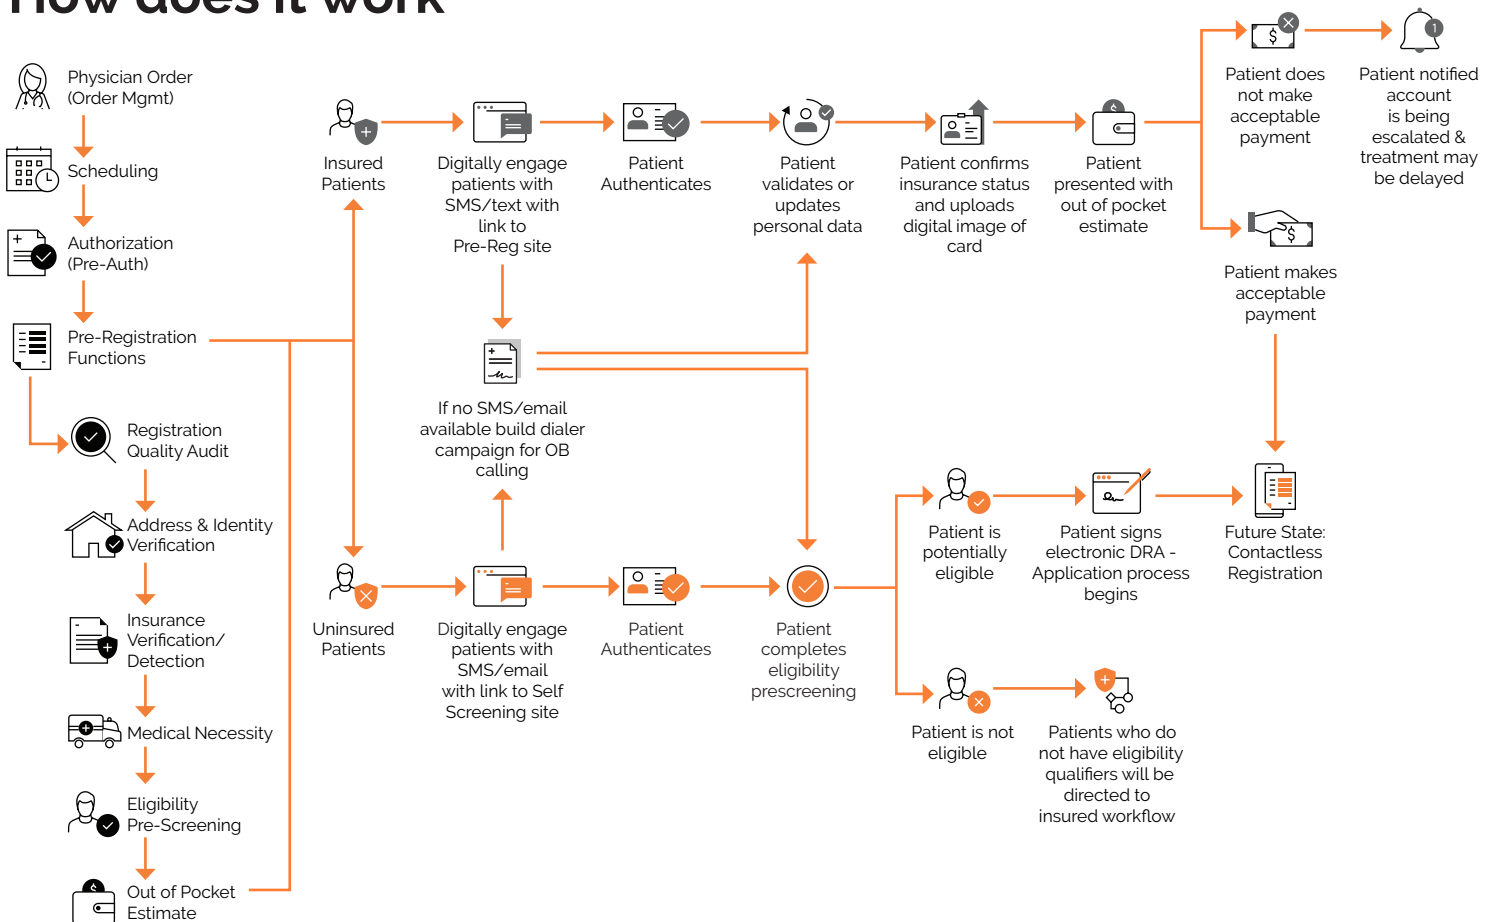 How does it work
Physician Order
(Order Mgmt)
Scheduling
Authorization
(Pre-Auth)
Pre-Registration
Functions
Registration
Quality Audit
Address & Identity
Verification
Insurance
Verification/
Detection
Medical Necessity
Eligibility
Pre-Screening
Out of Pocket
Estimate
Insured
Patients
Digitally engage
patients with
SMS/text with
link to
Pre-Reg site
Patient
Authenticates
Patient
validates or
updates
personal data
Patient confirms
insurance status
and uploads
digital image of
card
Patient
presented with
out of pocket
estimate
Patient does
not make
acceptable
payment
1
Patient notified
account
is being
escalated &
treatment may
be delayed
Patient makes
acceptable
payment
If no SMS/email
available build dialer
campaign for OB
calling
Uninsured
Patients
Digitally engage
patients with
SMS/email
with link to Self
Screening site
Patient
Authenticates
Patient
completes
eligibility
prescreening
Patient is
potentially
eligible
Patient signs
electronic DRA -
Application process
begins
Future State:
Contactless
Registration
Patient is not
eligible
Patients who do
not have eligibility
qualifiers will be
directed to
insured workflow